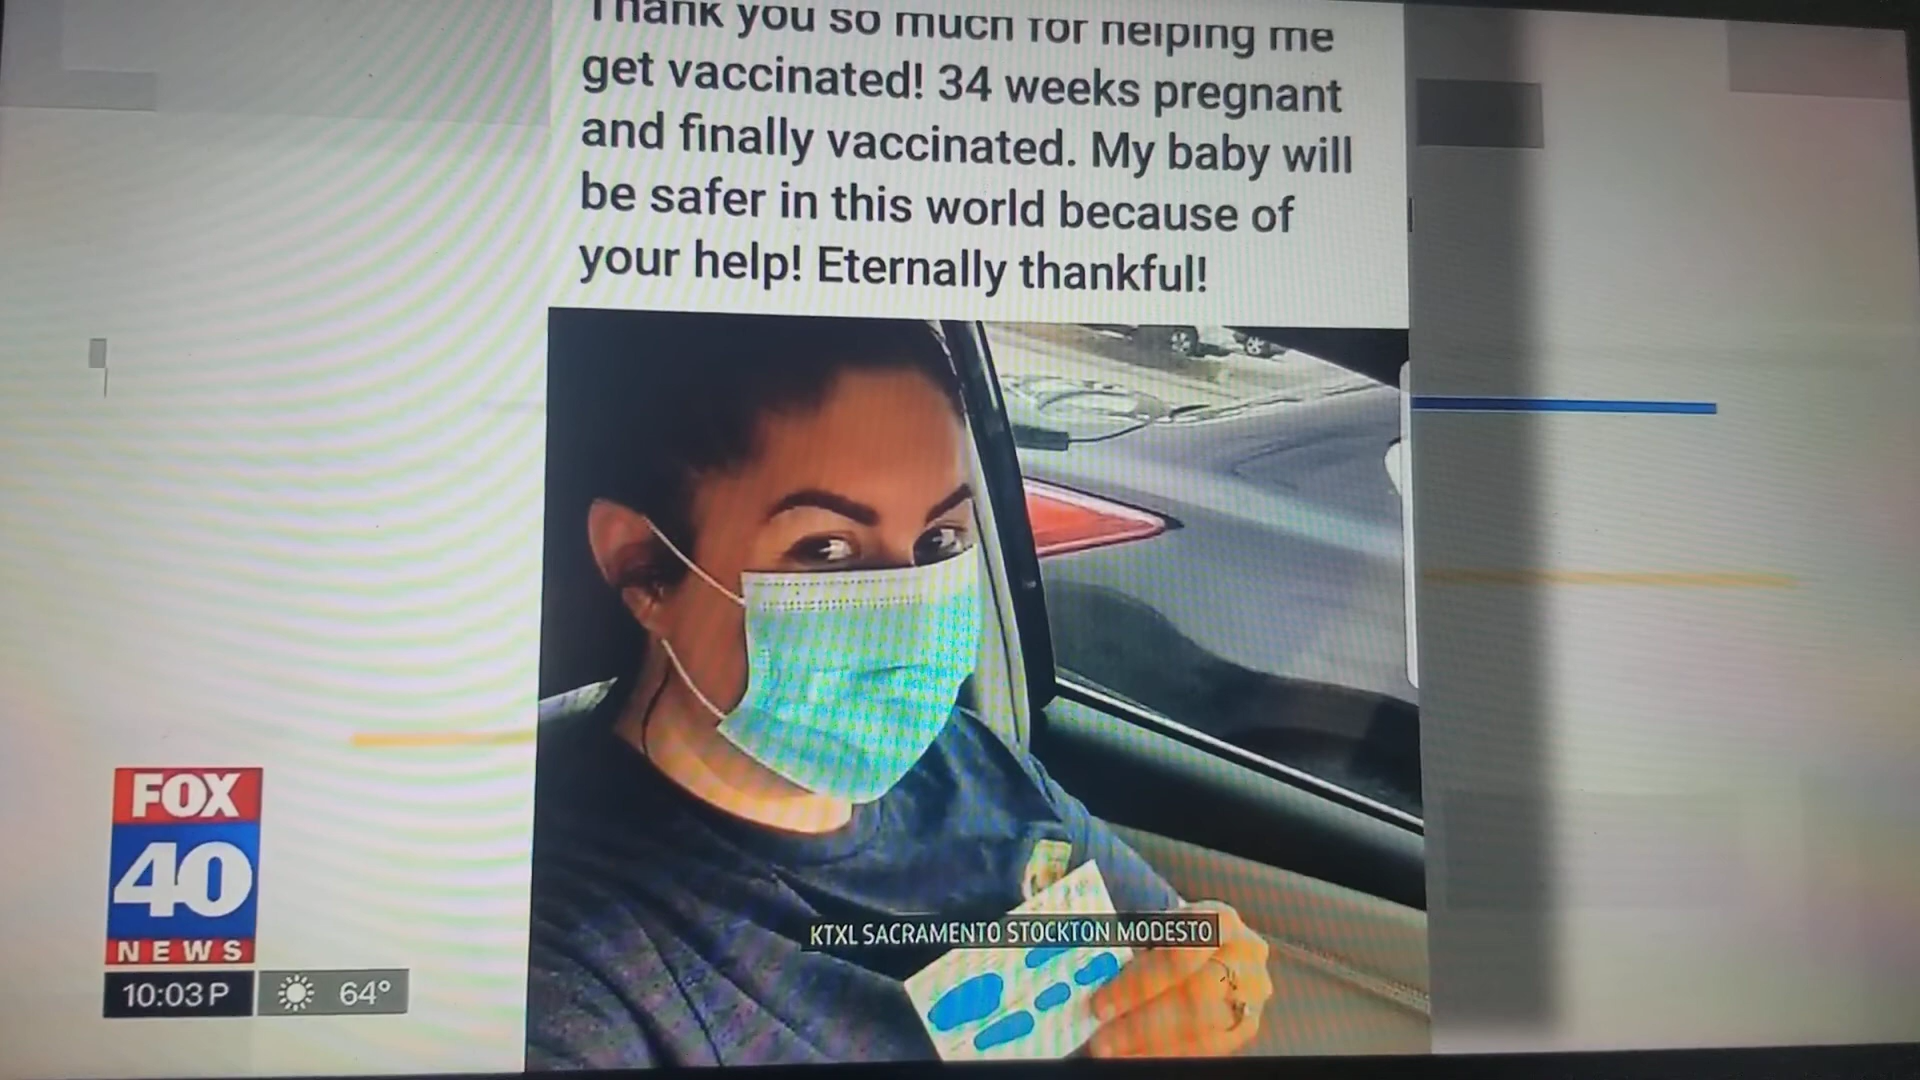 Thank you so much for helping me
get vaccinated! 34 weeks pregnant
and finally vaccinated. My baby will
be safer in this world because of
your help! Eternally thankful!
KTXL SACRAMENTO STOCKTON MODESTO
FOX
40
NEWS
10:03 P 64°